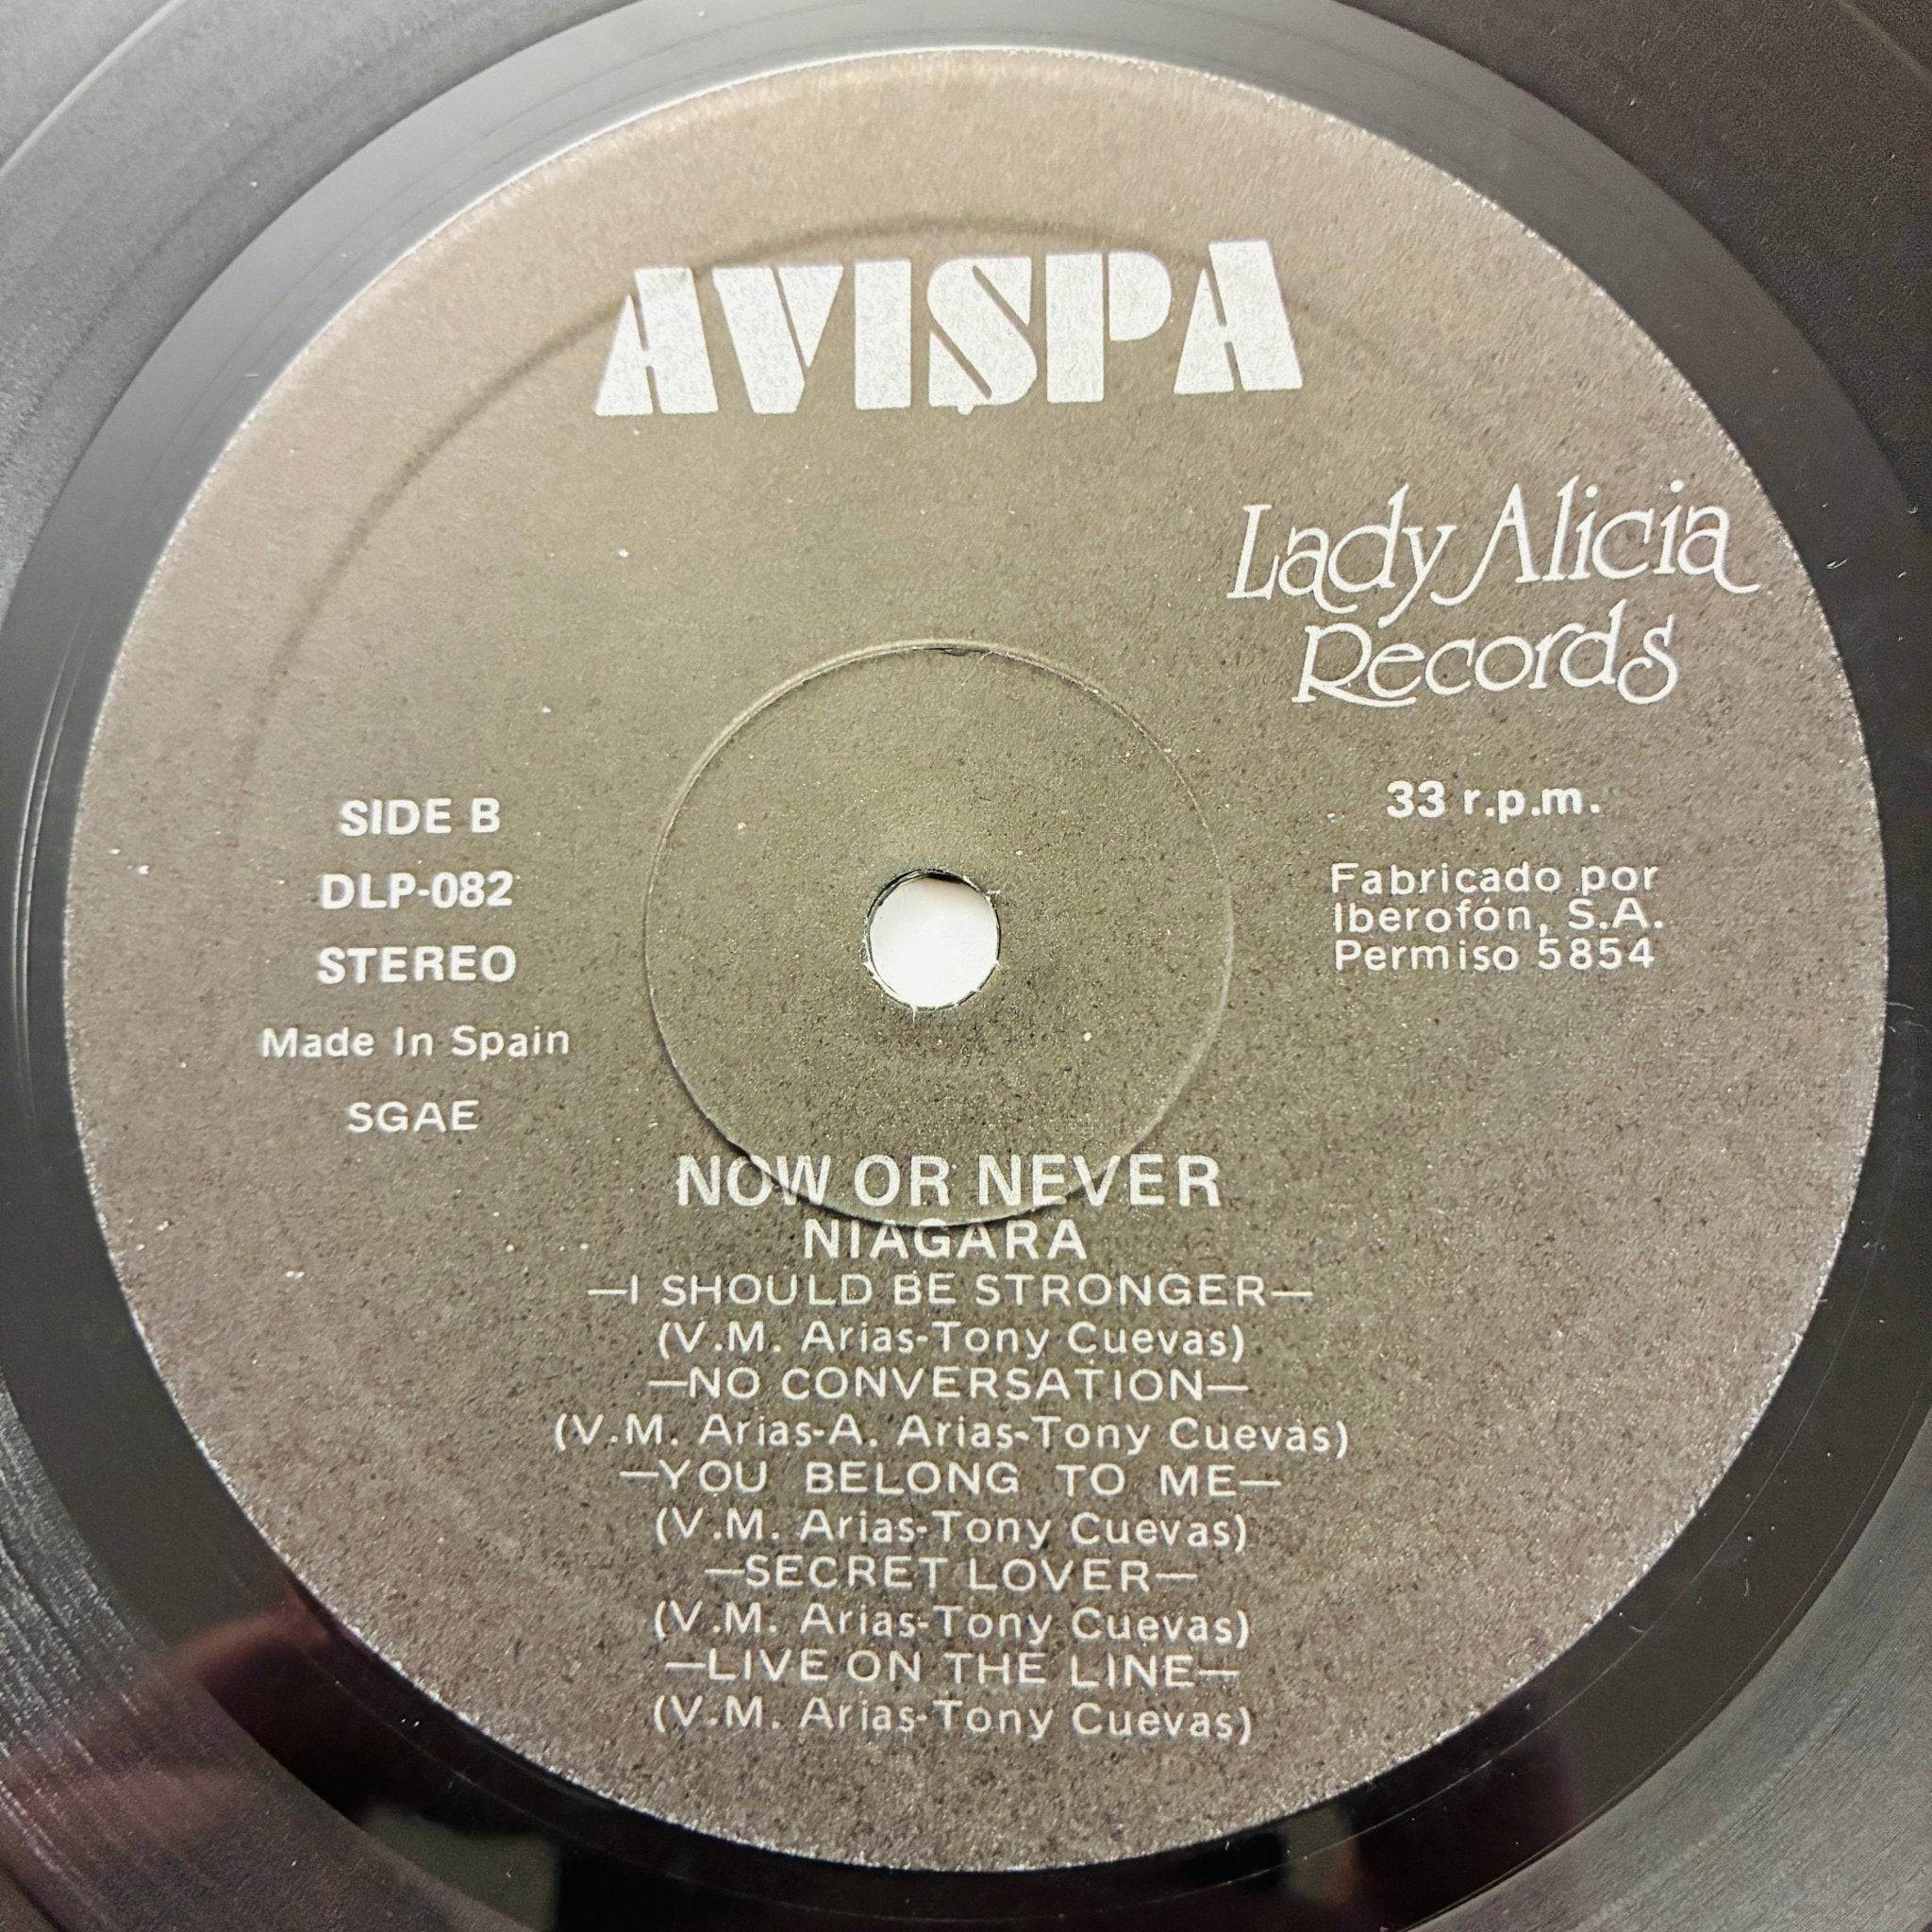 AVISPA
Lady Alicia
Records
SIDE B
DLP-082
STEREO
Made In Spain
SGAE
33 r.p.m.
Fabricado por
Iberofón, S.A.
Permiso 5854
NOW OR NEVER
NIAGARA
—I SHOULD BE STRONGER—
(V.M. Arias-Tony Cuevas)
—NO CONVERSATION—
(V.M. Arias-A. Arias-Tony Cuevas)
—YOU BELONG TO ME—
(V.M. Arias-Tony Cuevas)
—SECRET LOVER—
(V.M. Arias-Tony Cuevas)
—LIVE ON THE LINE—
(V.M. Arias-Tony Cuevas)